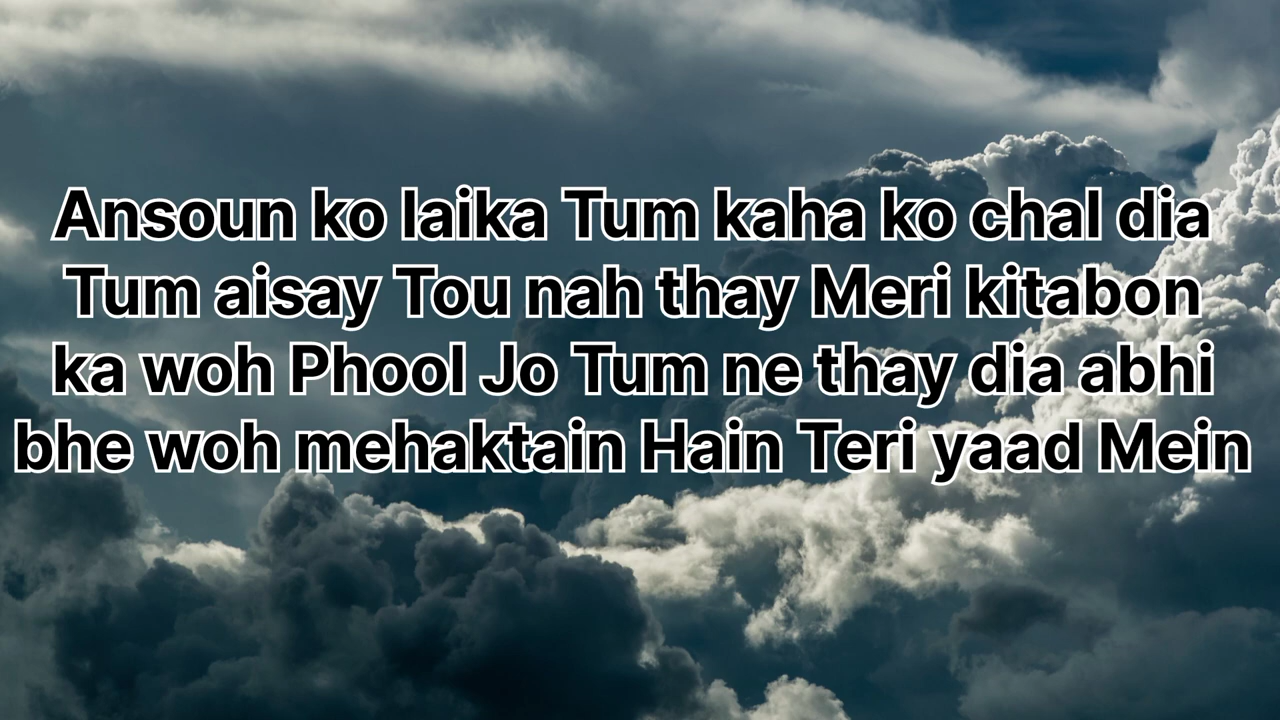 Ansoun ko laika Tum kaha ko chal dia
Tum aisay Tou nah thay Meri kitabon
ka woh Phool Jo Tum ne thay dia abhi
bhe woh mehaktain Hain Teri yaad Mein